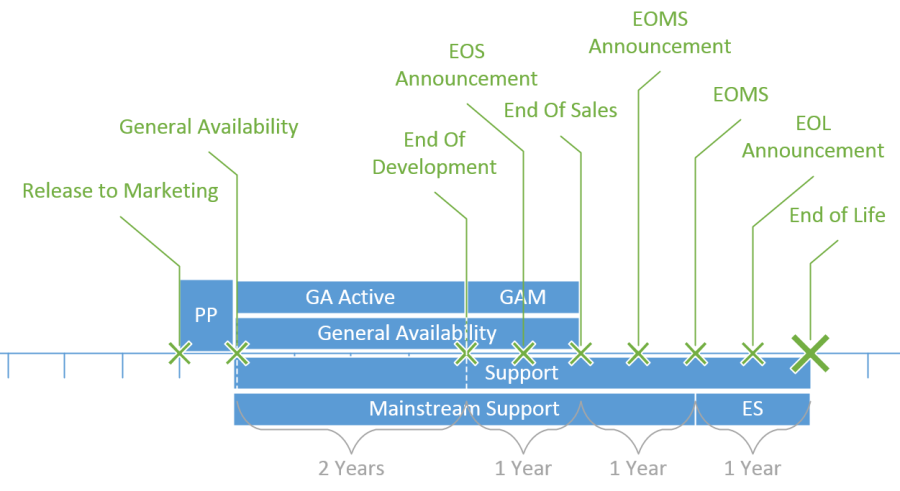 EOMS
Announcement
EOS
Announcement
EOMS
End Of Sales
General Availability
EOL
Announcement
End Of
Development
Release to Marketing
End of Life
GA Active
GAM
PP
General Availability
Support
Mainstream Support
ES
2 Years
1 Year
1 Year
1 Year